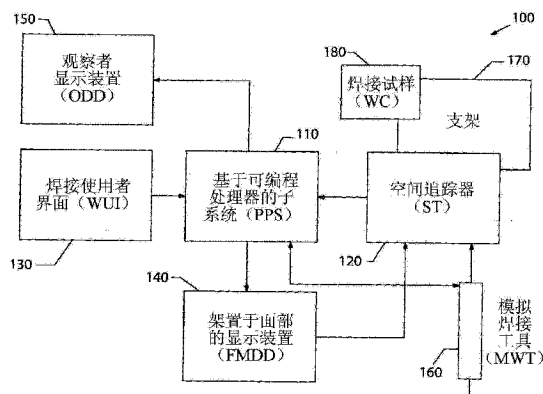 150
100
观察者
显示装置
（ODD）
180
170
焊接试样
（WC）
支架
110
焊接使用者
界面（WUI）
基于可编程
处理器的子
系统（PPS）
空间追踪器
（ST）
130
120
140
架置于面部
的显示装置
（FMDD）
160
模拟
焊接
工具
（MWT）